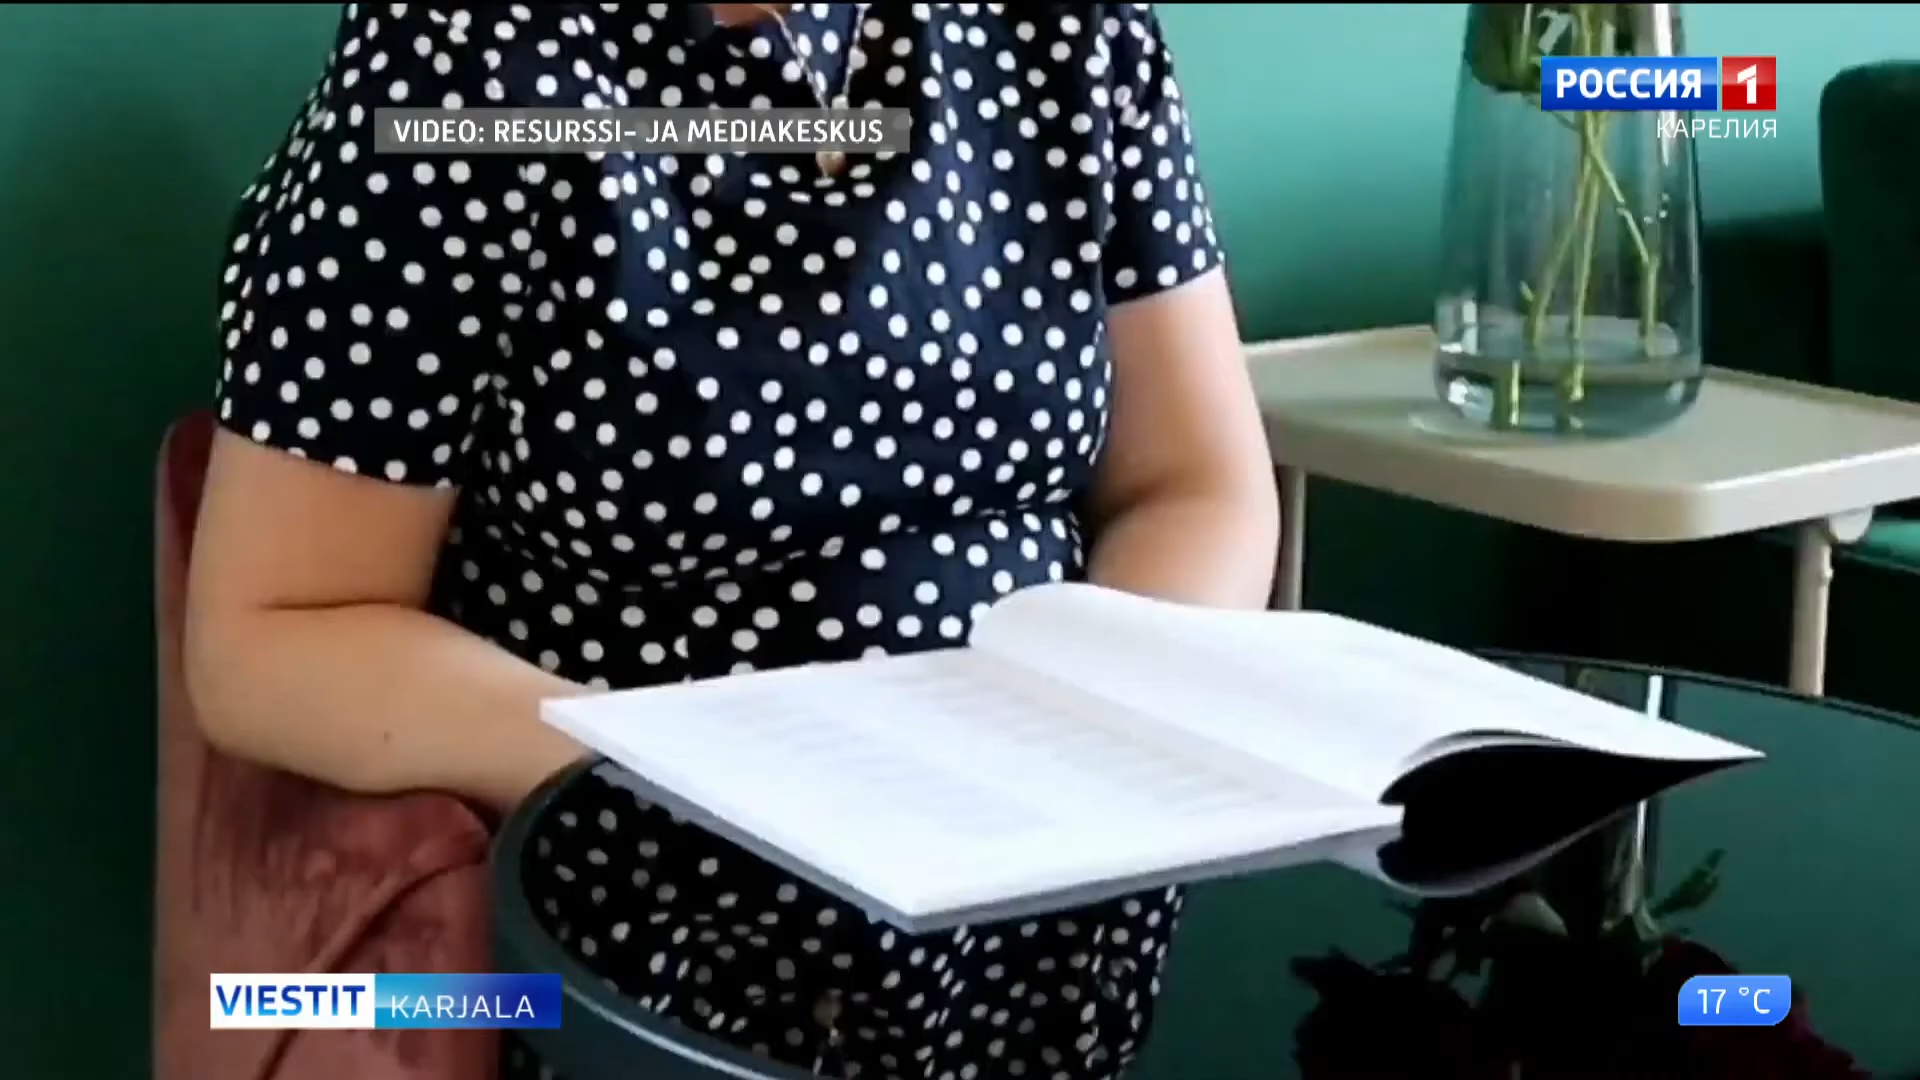 РОССИЯ 1
КАРЕЛИЯ
VIDEO: RESURSSI- JA MEDIAKESKUS
VIESTIT KARJALA
17 °C